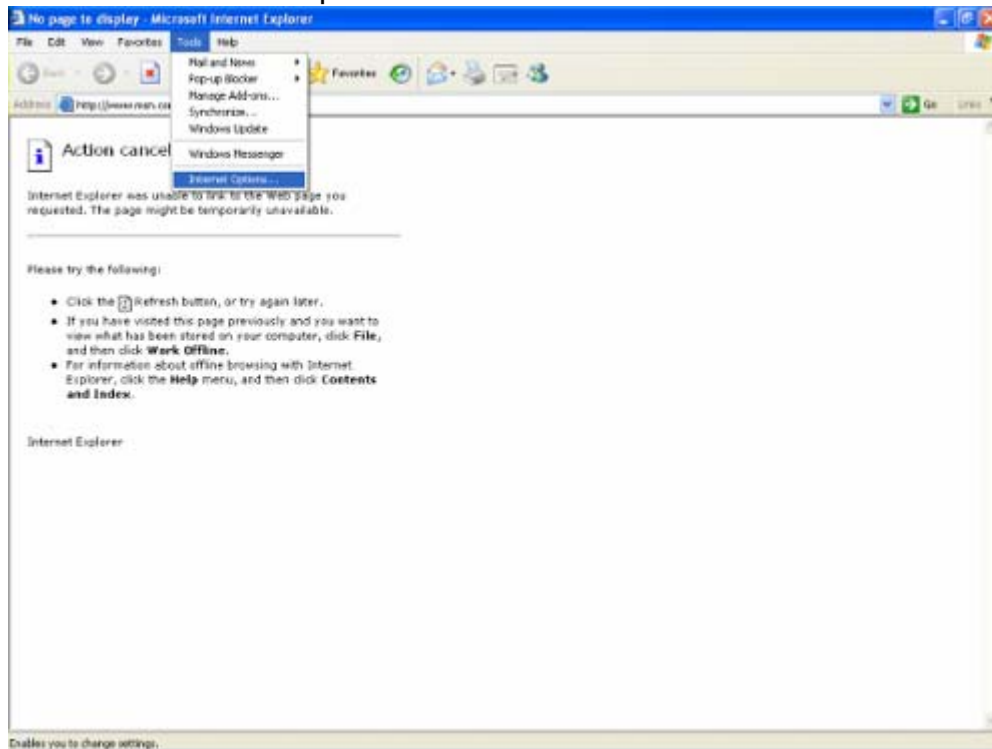 No page to display - Microsoft Internet Explorer
File Edit View Favorites Tools Help
Back
Favorites
Address http://www.msn.co
Go Links
Mail and News
Pop-up Blocker
Manage Add-ons...
Synchronize...
Windows Update
Windows Messenger
Internet Options...
Action cancel
Internet Explorer was unable to link to the Web page you
requested. The page might be temporarily unavailable.
Please try the following:
• Click the Refresh button, or try again later.
• If you have visited this page previously and you want to
view what has been stored on your computer, click File,
and then click Work Offline.
• For information about offline browsing with Internet
Explorer, click the Help menu, and then click Contents
and Index.
Internet Explorer
Enables you to change settings.